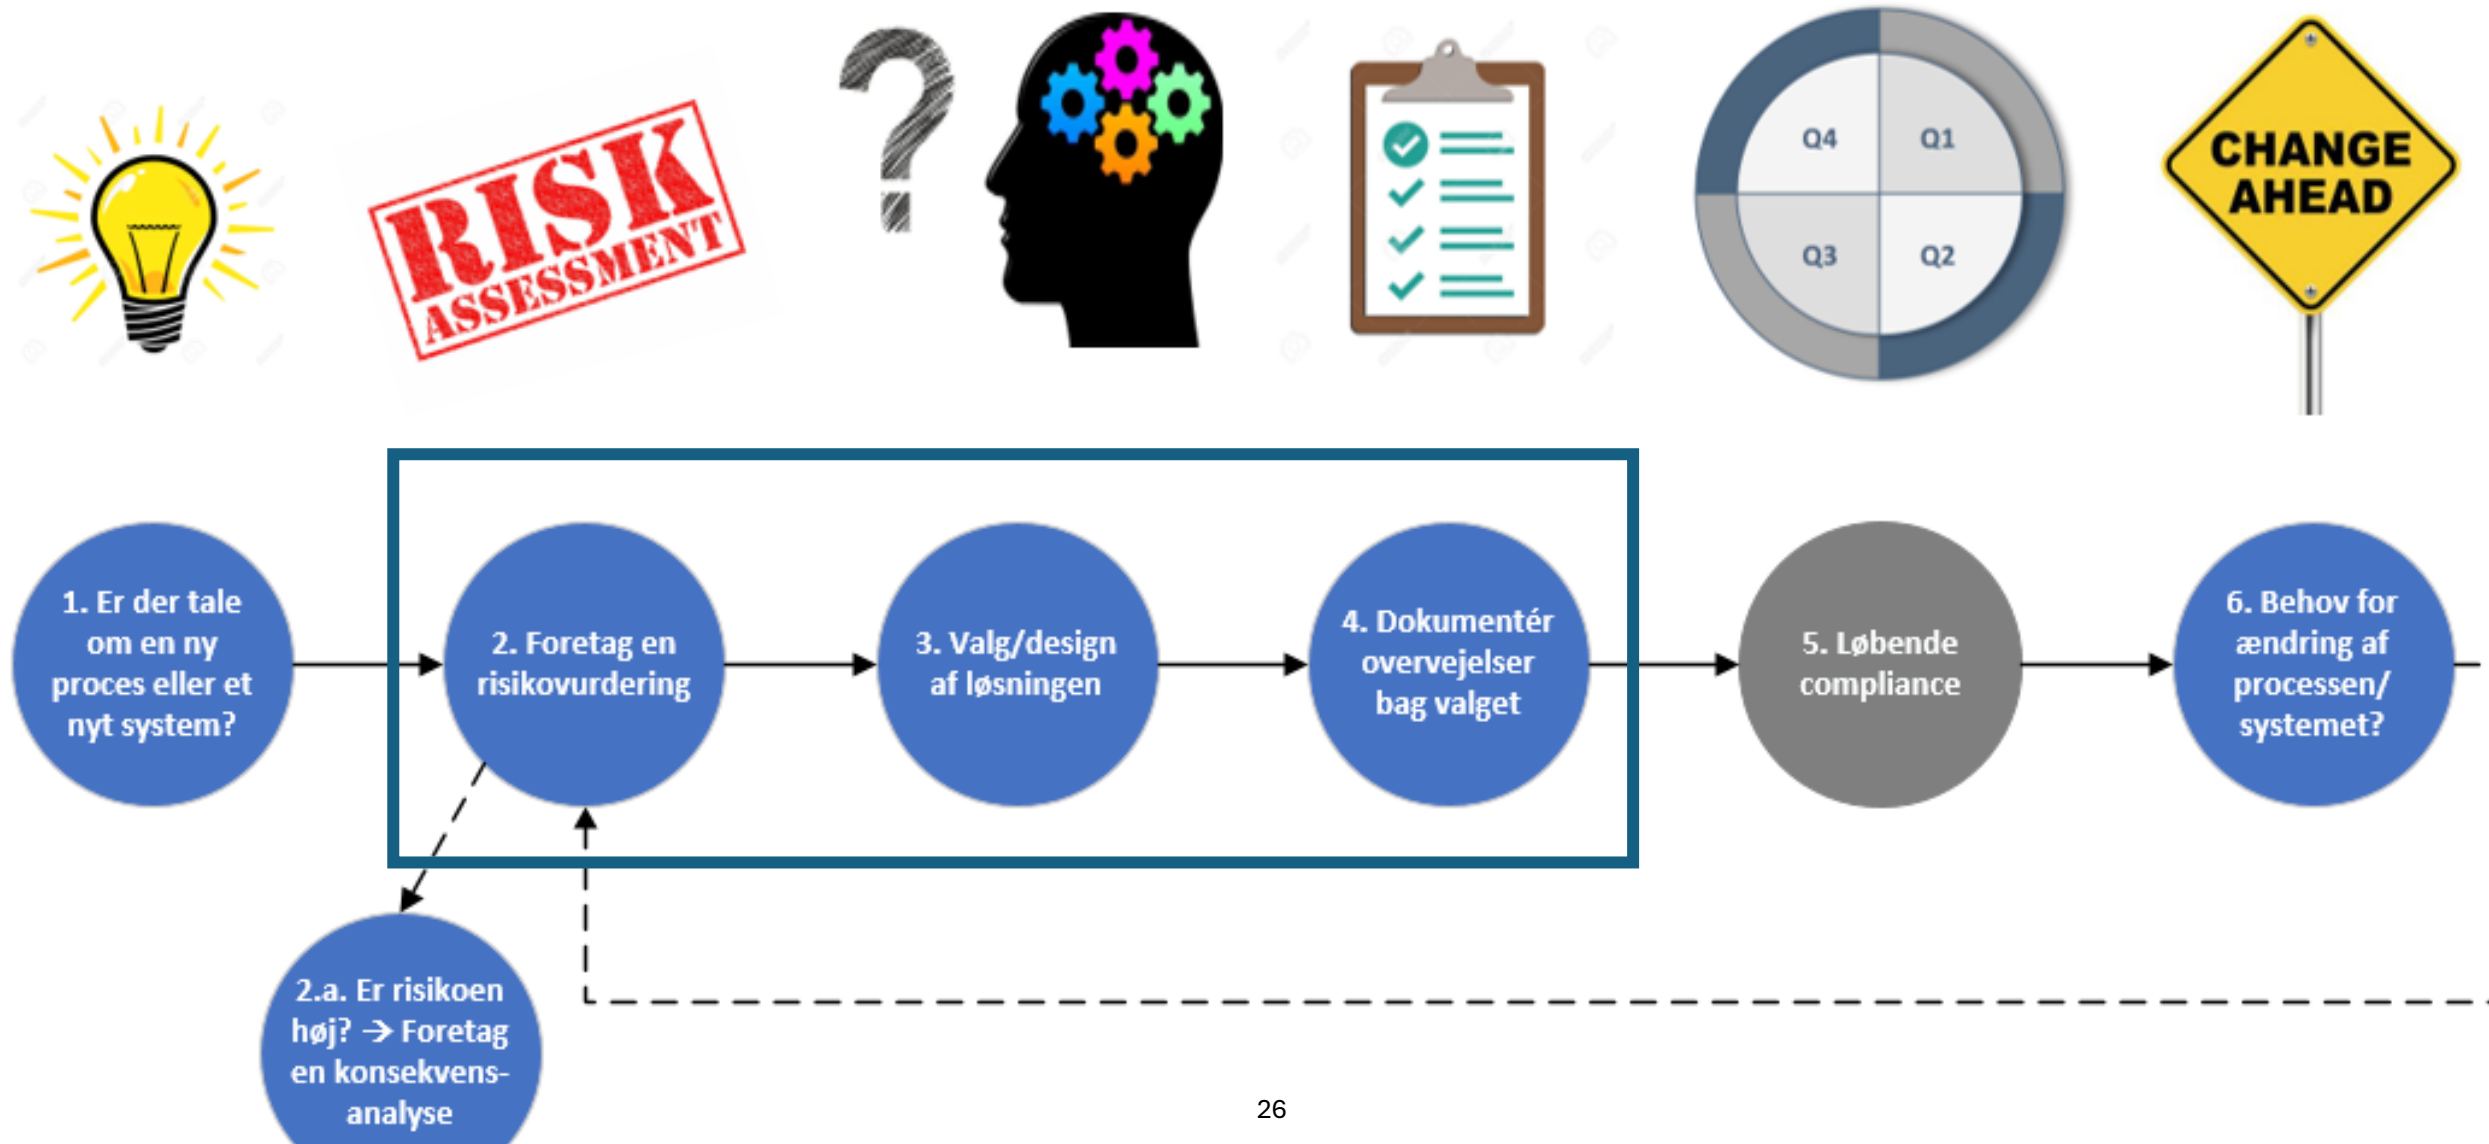 RISK
ASSESSMENT
?
Q4
Q1
Q3
Q2
CHANGE
AHEAD
1. Er der tale
om en ny
proces eller et
nyt system?
2. Foretag en
risikovurdering
3. Valg/design
af løsningen
4. Dokumentér
overvejelser
bag valget
5. Løbende
compliance
6. Behov for
ændring af
processen/
systemet?
2.a. Er risikoen
høj? → Foretag
en konsekvens-
analyse
26